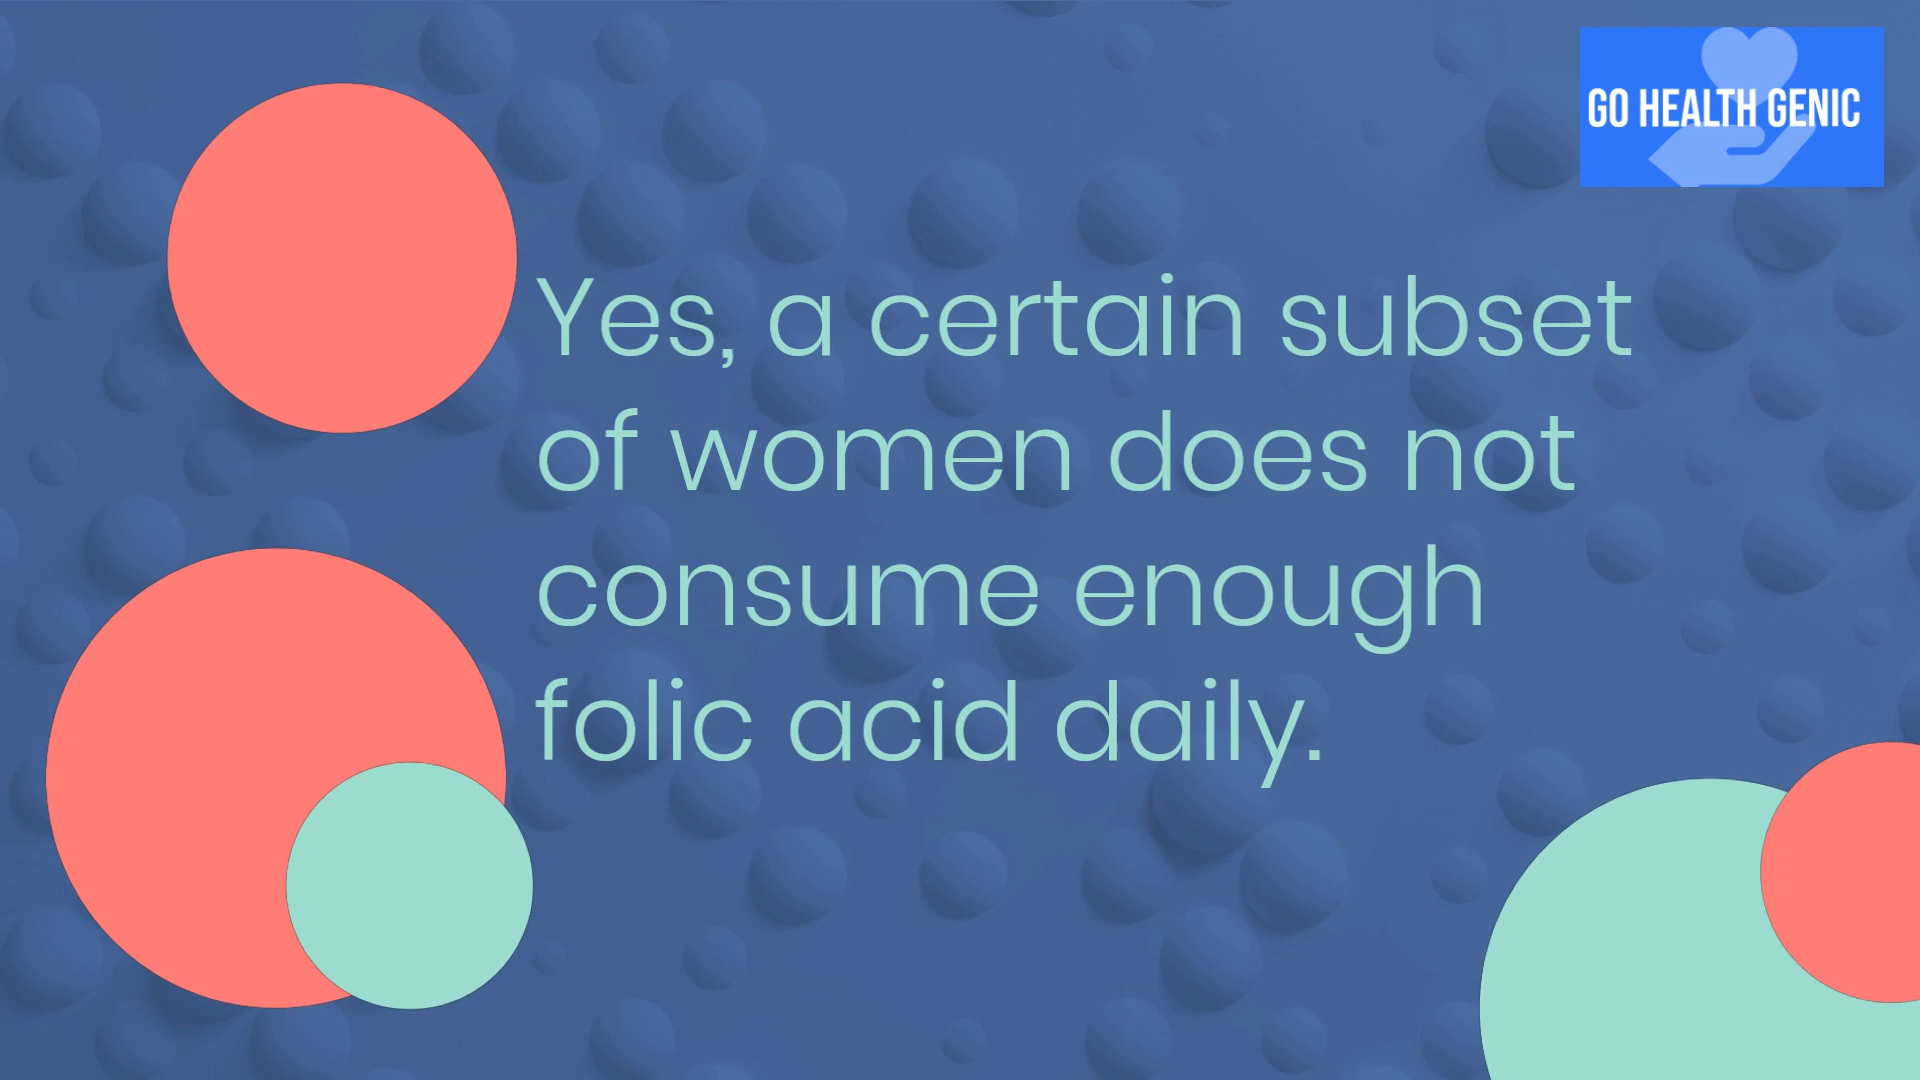 GO HEALTH GENIC
Yes, a certain subset
of women does not
consume enough
folic acid daily.